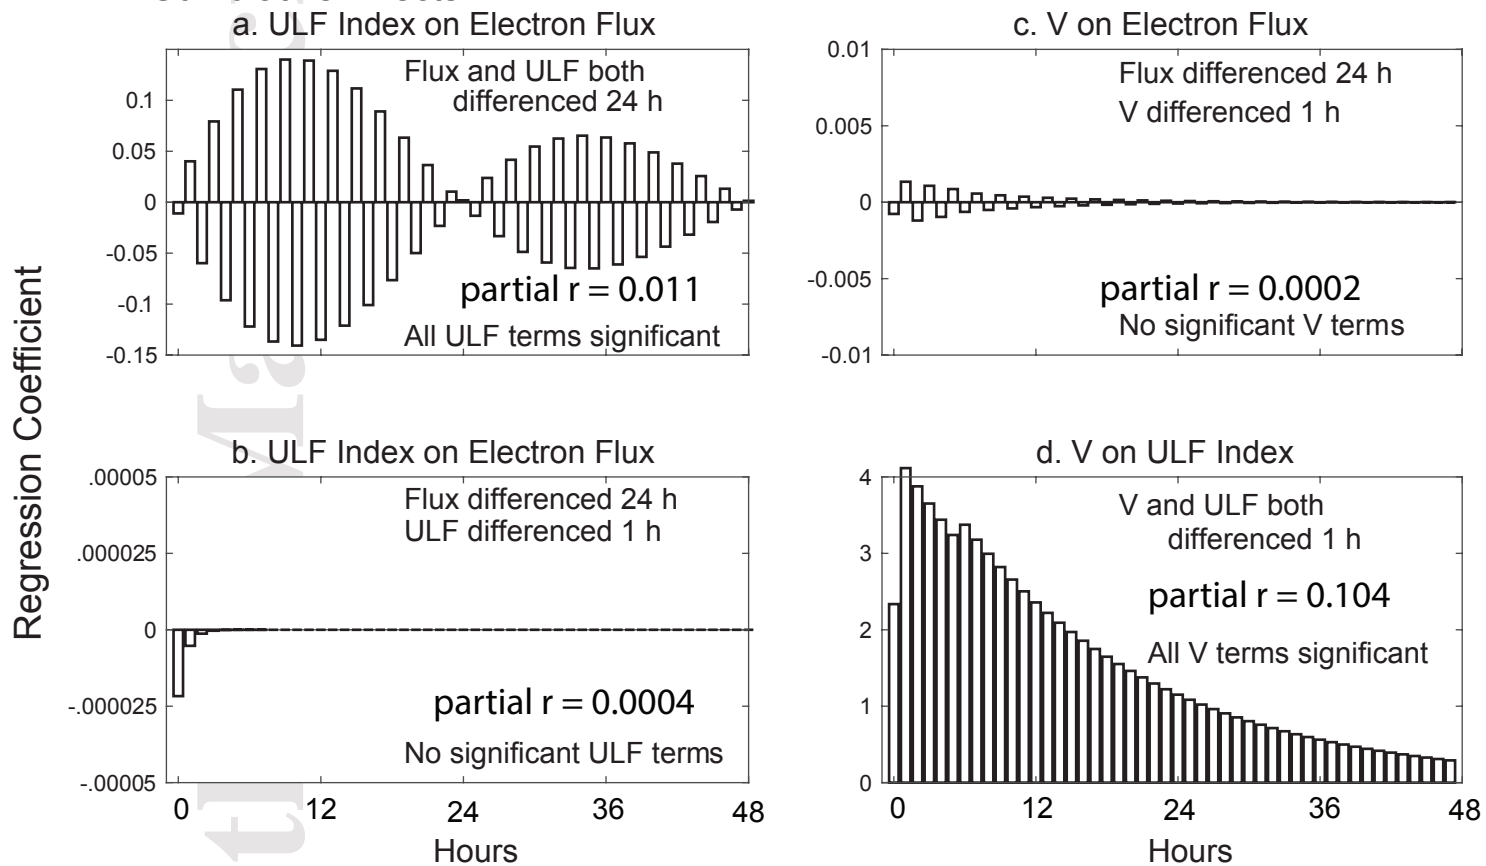 a. ULF Index on Electron Flux
Flux and ULF both
differenced 24 h
0.1
0.05
0
-0.05
-0.1
-0.15
partial r = 0.011
All ULF terms significant
c. V on Electron Flux
0.01
Flux differenced 24 h
V differenced 1 h
0.005
0
-0.005
-0.01
partial r = 0.0002
No significant V terms
Regression Coefficient
b. ULF Index on Electron Flux
.00005
Flux differenced 24 h
ULF differenced 1 h
.000025
0
-.000025
-.00005
partial r = 0.0004
No significant ULF terms
0 12 24 36 48
Hours
d. V on ULF Index
4
V and ULF both
differenced 1 h
3
partial r = 0.104
2
All V terms significant
1
0
0 12 24 36 48
Hours